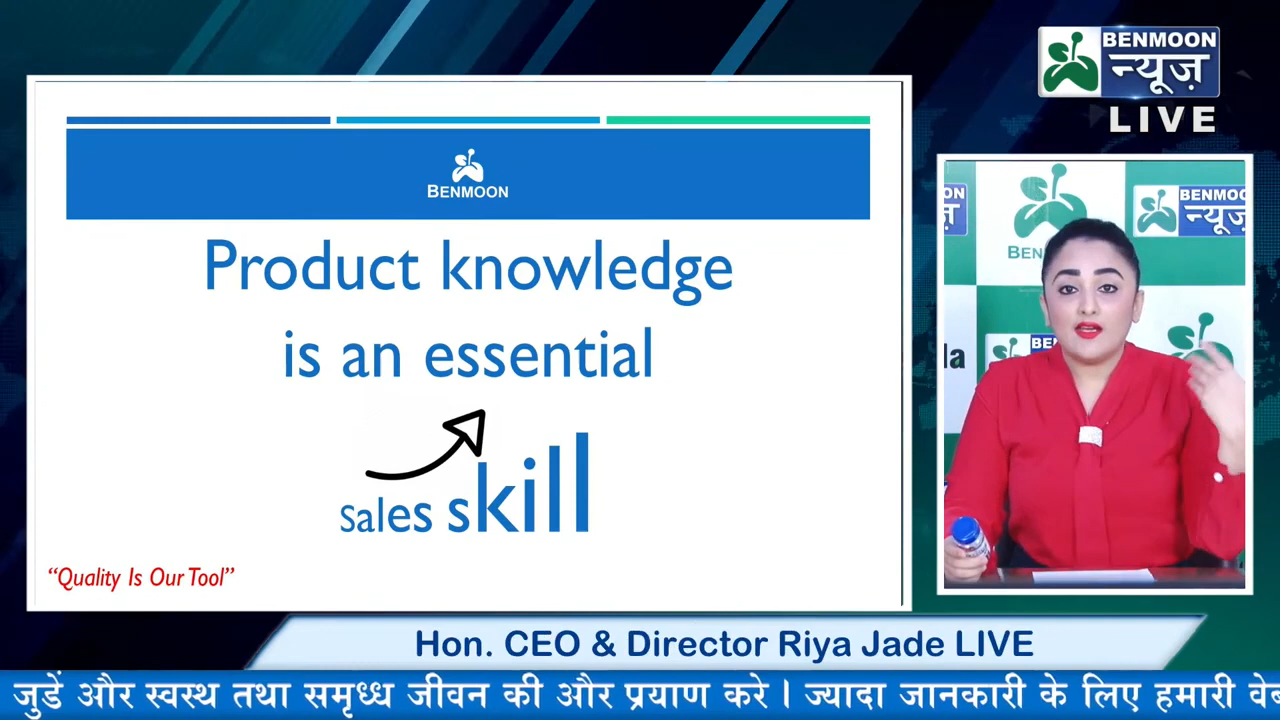 BENMOON
न्यूज़
LIVE
BENMOON
Product knowledge
is an essential
sales skill
“Quality Is Our Tool”
Hon. CEO & Director Riya Jade LIVE
जुडें और स्वस्थ तथा समृध्ध जीवन की और प्रयाण करे । ज्यादा जानकारी के लिए हमारी वेब